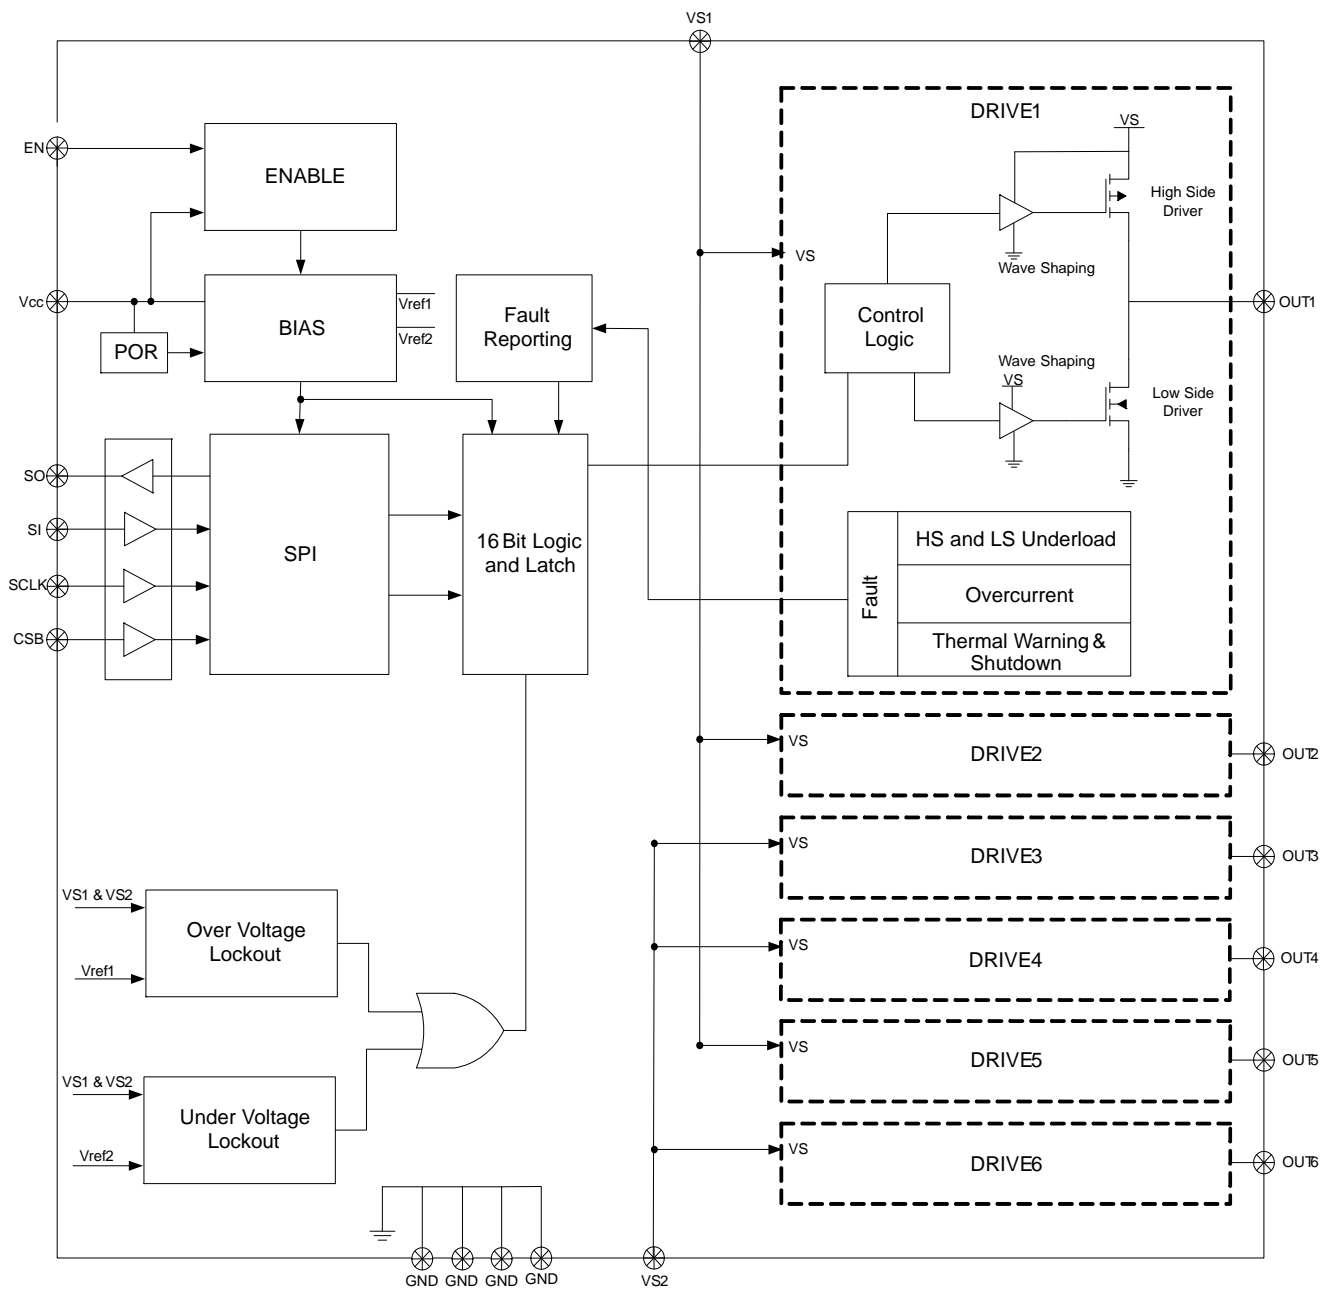 VS1
DRIVE1
VS
EN
ENABLE
High Side
Driver
VS
Wave Shaping
Vcc
Vref1
OUT1
BIAS
Fault
Reporting
Control
Logic
Vref2
POR
Wave Shaping
VS
Low Side
Driver
SO
SI
SPI
16 Bit Logic
and Latch
HS and LS Underload
SCLK
Fault
Overcurrent
CSB
Thermal Warning &
Shutdown
VS
DRIVE2
OUT2
VS
DRIVE3
OUT3
VS1 & VS2
Over Voltage
Lockout
Vref1
VS
DRIVE4
OUT4
VS
DRIVE5
OUT5
VS1 & VS2
Under Voltage
Lockout
Vref2
VS
DRIVE6
OUT6
GND
GND
GND
GND
VS2